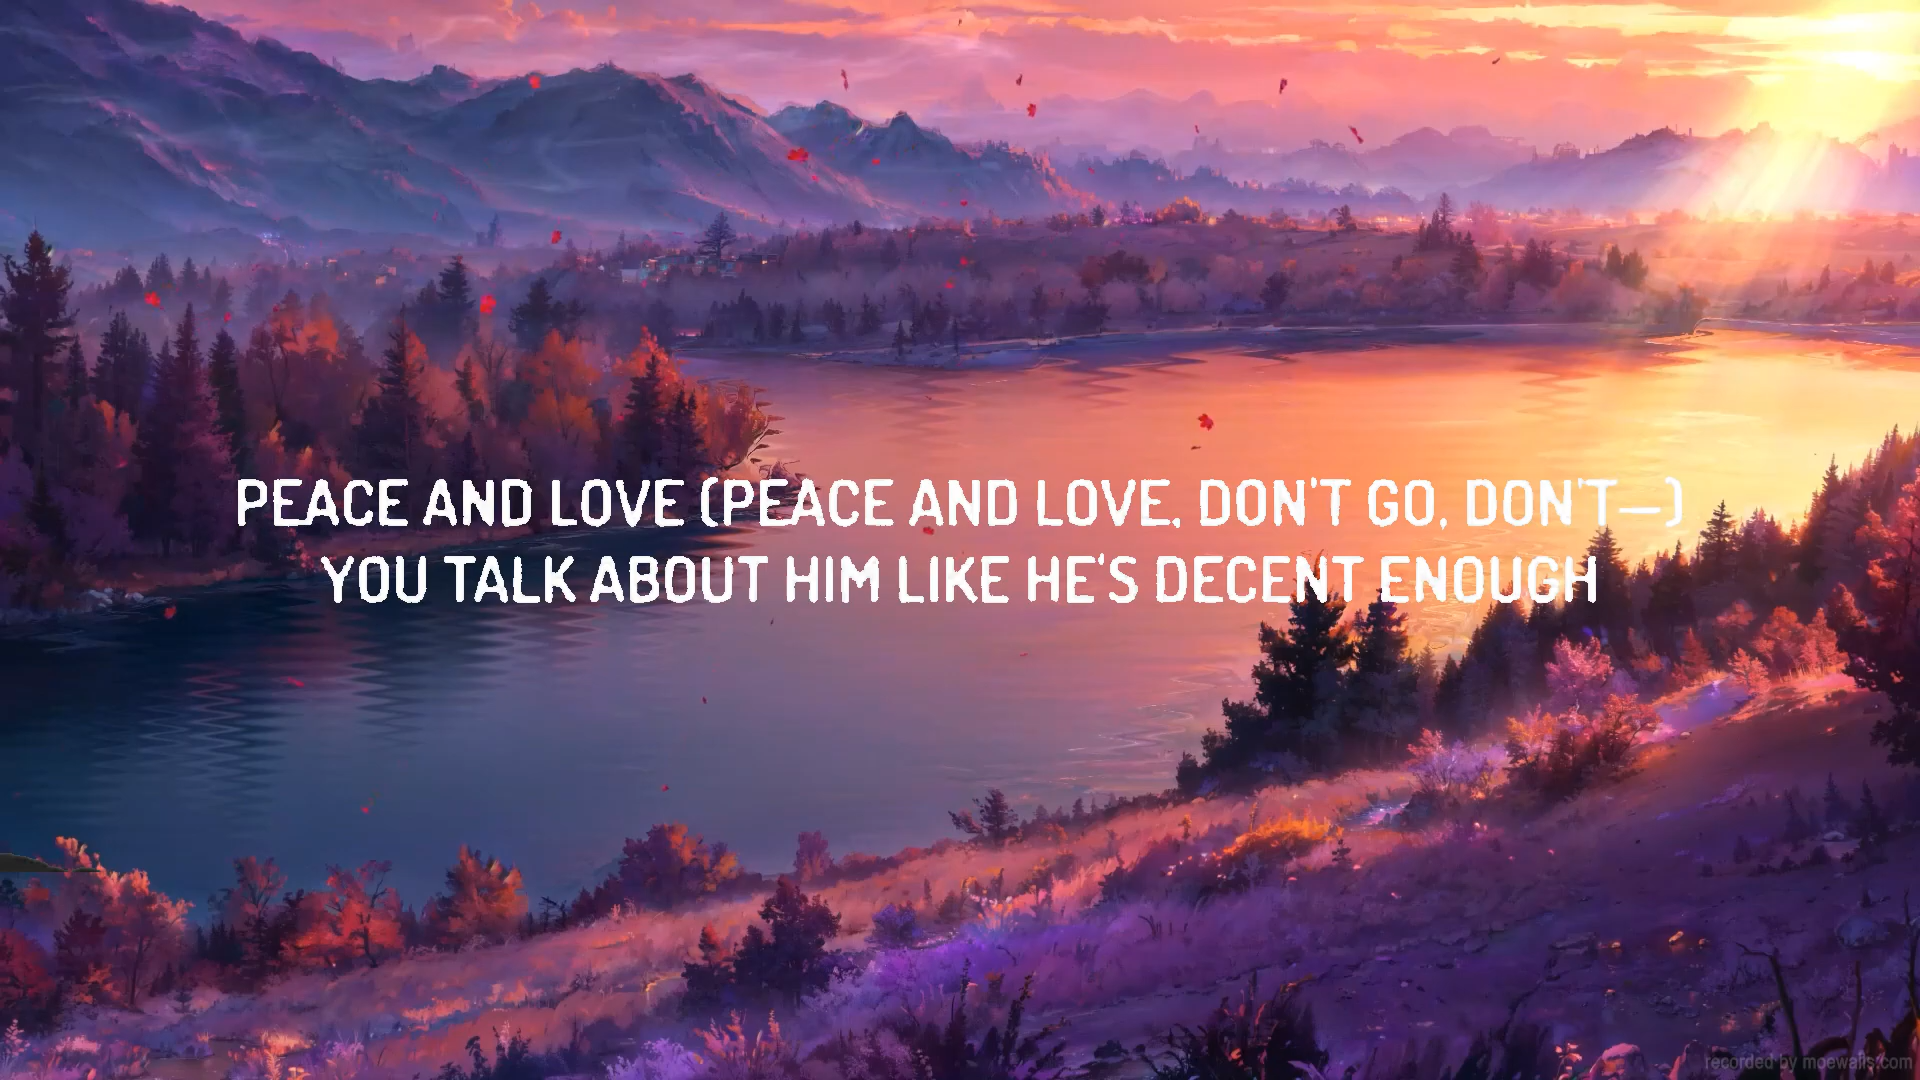 PEACE AND LOVE (PEACE AND LOVE, DON'T GO, DON'T—)
YOU TALK ABOUT HIM LIKE HE'S DECENT ENOUGH
recorded by moewalls.com